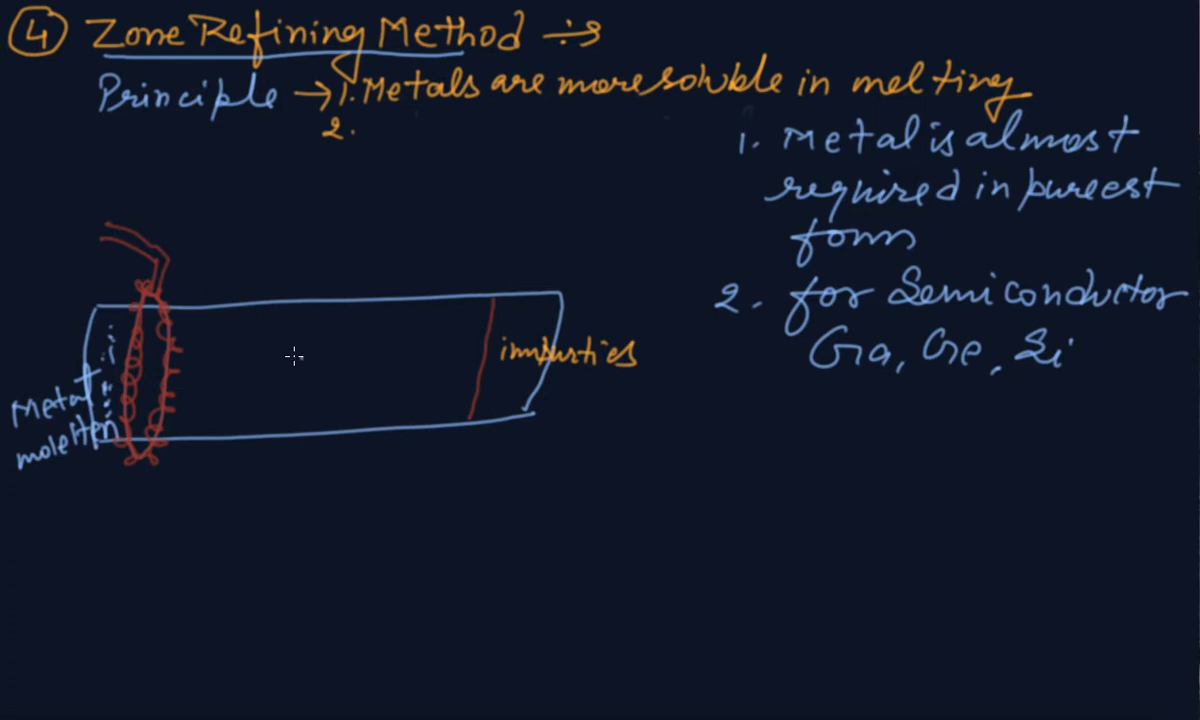 4 Zone Refining Method ÷→
Principle → 1. Metals are more soluble in melting
2.
1. Metal is almost
required in pureest
form
2. for Semiconductor
Ga, Ge, Si
impurties
Metal
moleten